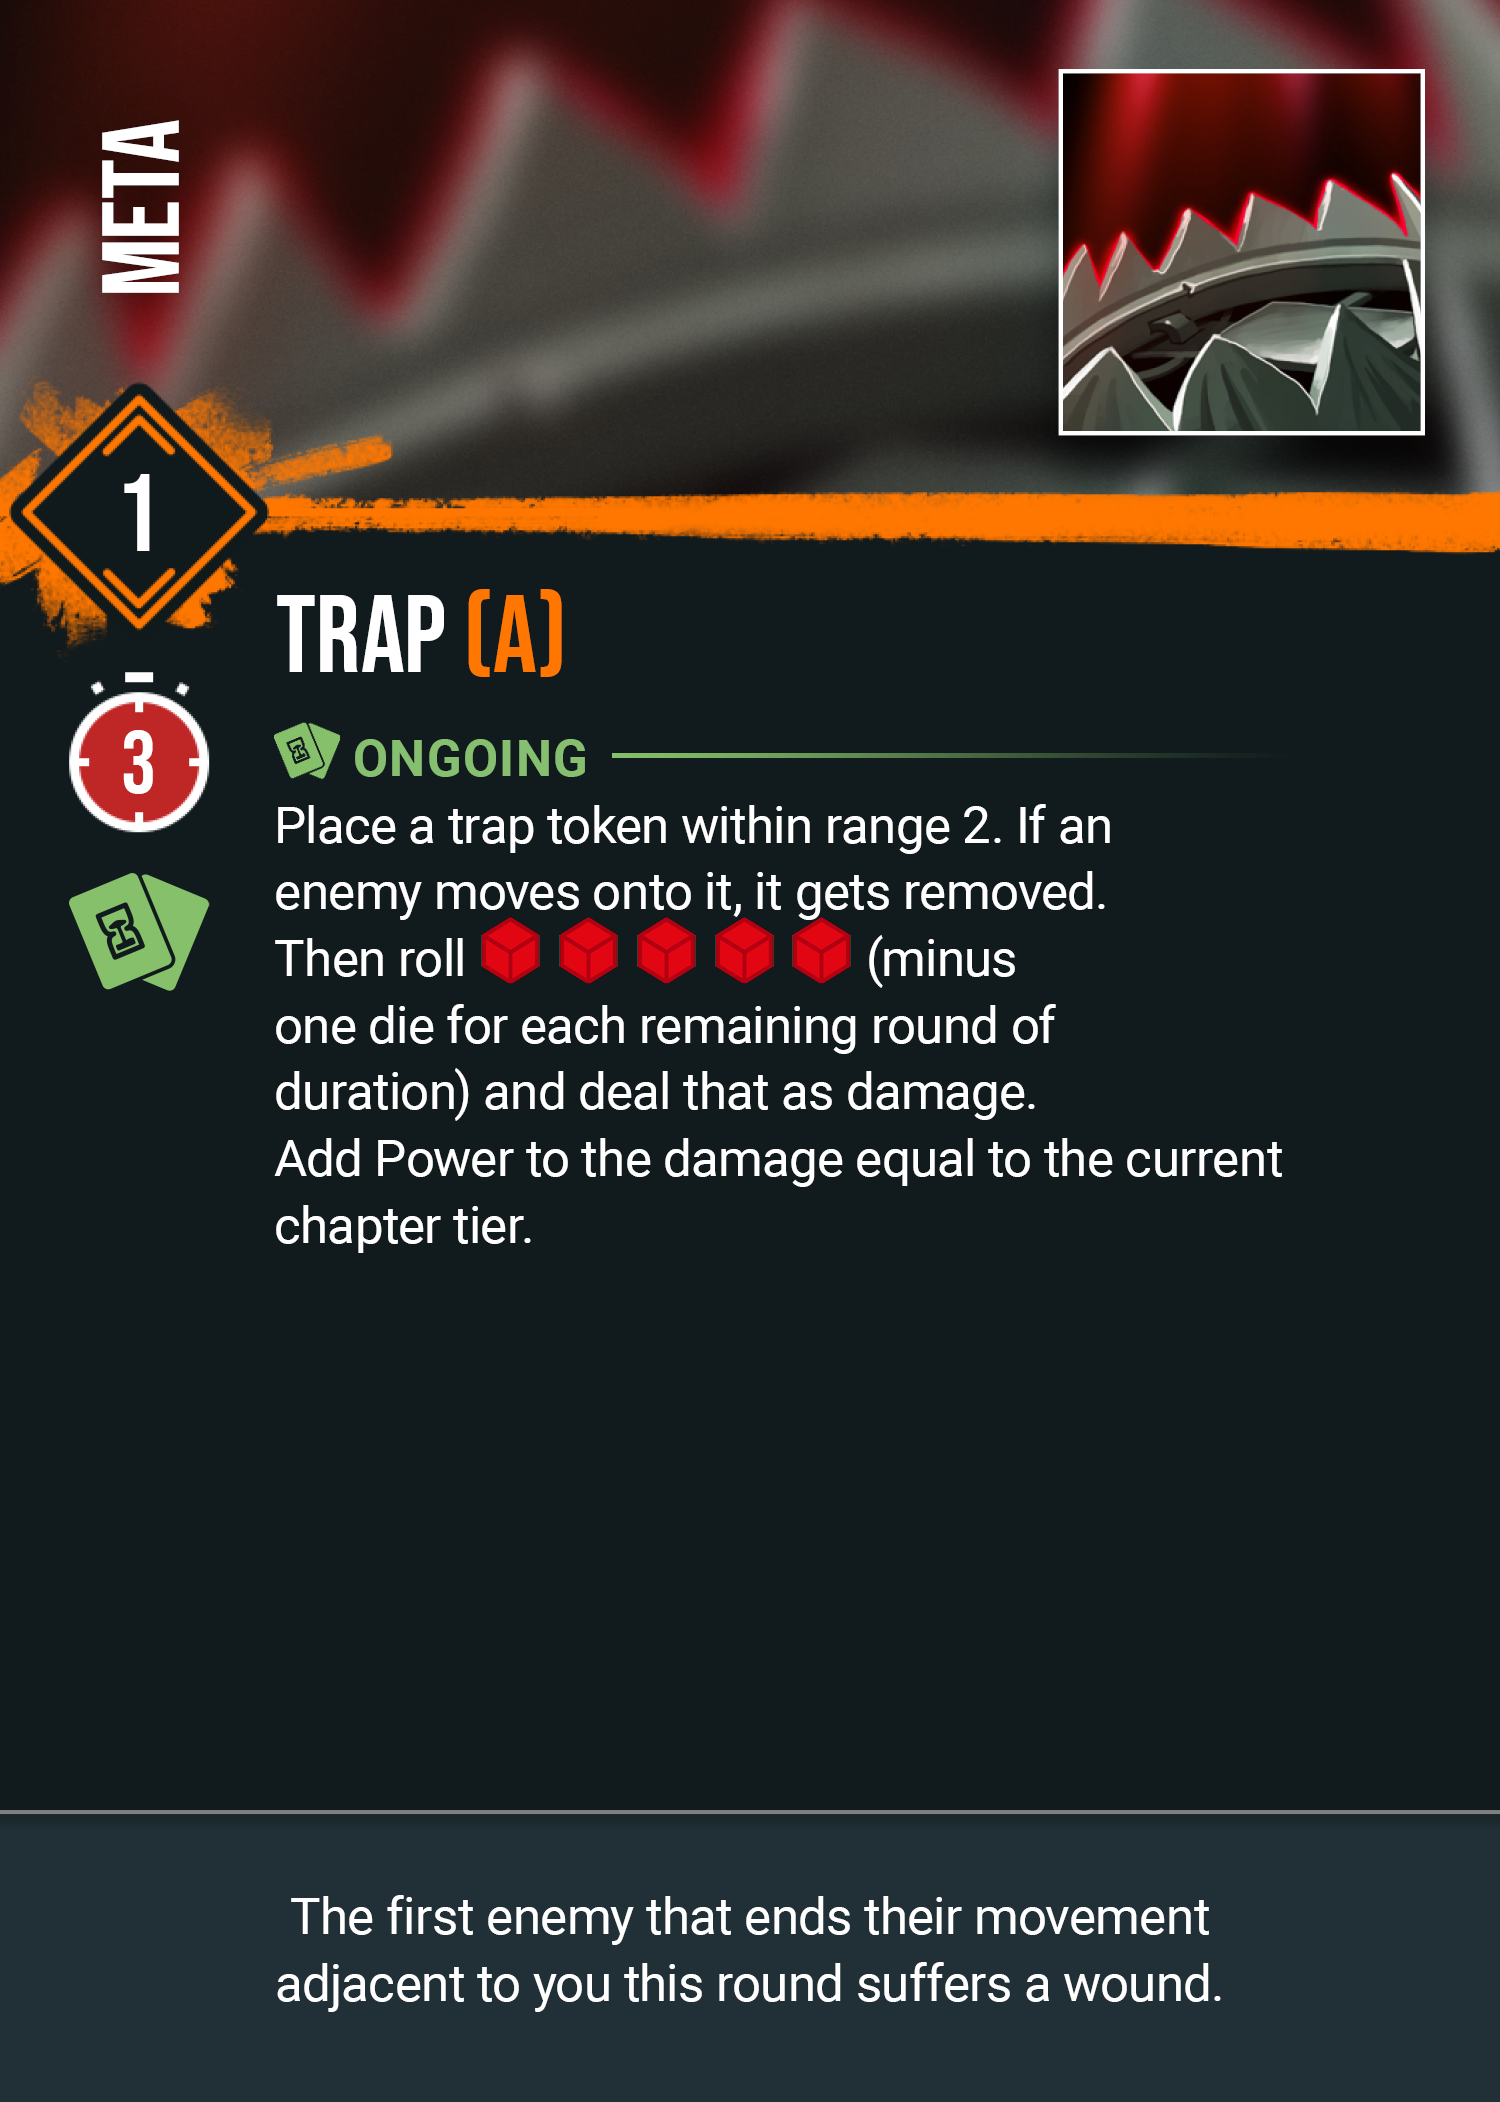 META
1
TRAP (A)
3
ONGOING
Place a trap token within range 2. If an
enemy moves onto it, it gets removed.
Then roll (minus
one die for each remaining round of
duration) and deal that as damage.
Add Power to the damage equal to the current
chapter tier.
The first enemy that ends their movement
adjacent to you this round suffers a wound.